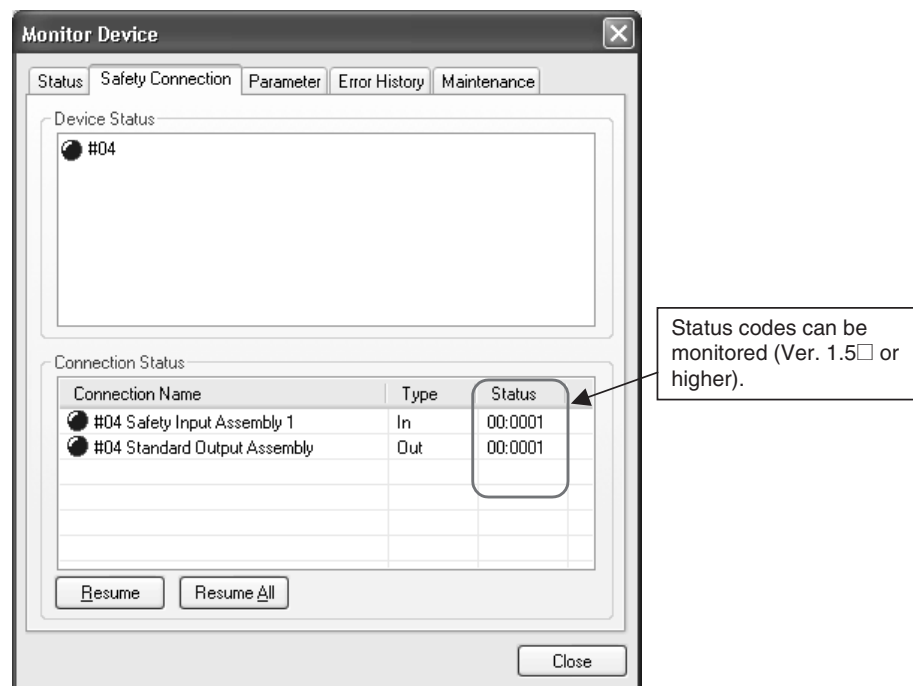 Monitor Device
Status Safety Connection Parameter Error History Maintenance
Device Status
#04
Connection Status
Connection Name Type Status
#04 Safety Input Assembly 1 In 00:0001
#04 Standard Output Assembly Out 00:0001
Resume Resume All
Close
Status codes can be
monitored (Ver. 1.5□ or
higher).